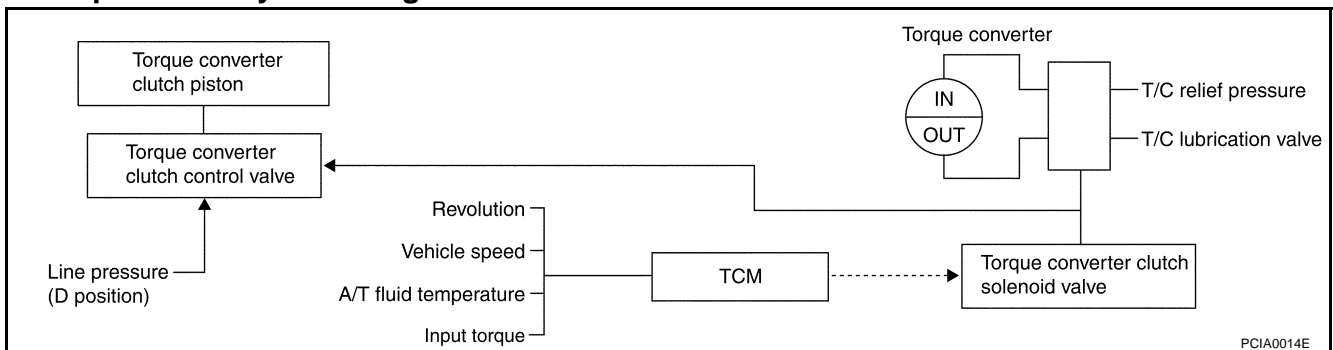 Torque converter
clutch piston
Torque converter
clutch control valve
Line pressure
(D position)
Revolution
Vehicle speed
A/T fluid temperature
Input torque
TCM
Torque converter
IN
OUT
T/C relief pressure
T/C lubrication valve
Torque converter clutch
solenoid valve
PCIA0014E